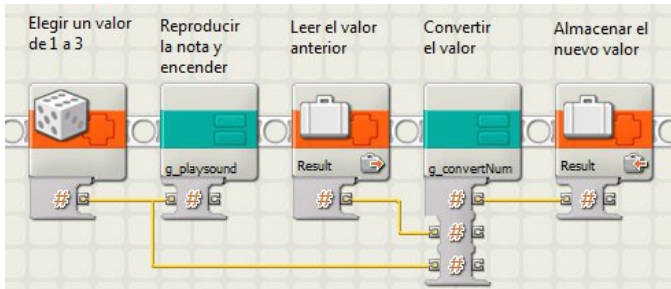 Elegir un valor
de 1 a 3
Reproducir
la nota y
encender
Leer el valor
anterior
Convertir
el valor
Almacenar el
nuevo valor
g_playsound
Result
g_convertNum
Result
#
#
#
#
#
#
#